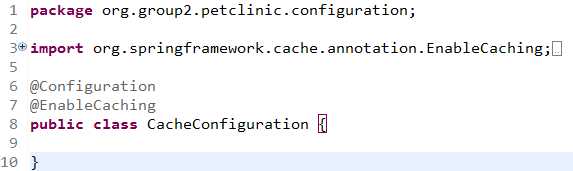 1 package org.group2.petclinic.configuration;
2
3 import org.springframework.cache.annotation.EnableCaching;
5
6 @Configuration
7 @EnableCaching
8 public class CacheConfiguration {
9
10 }